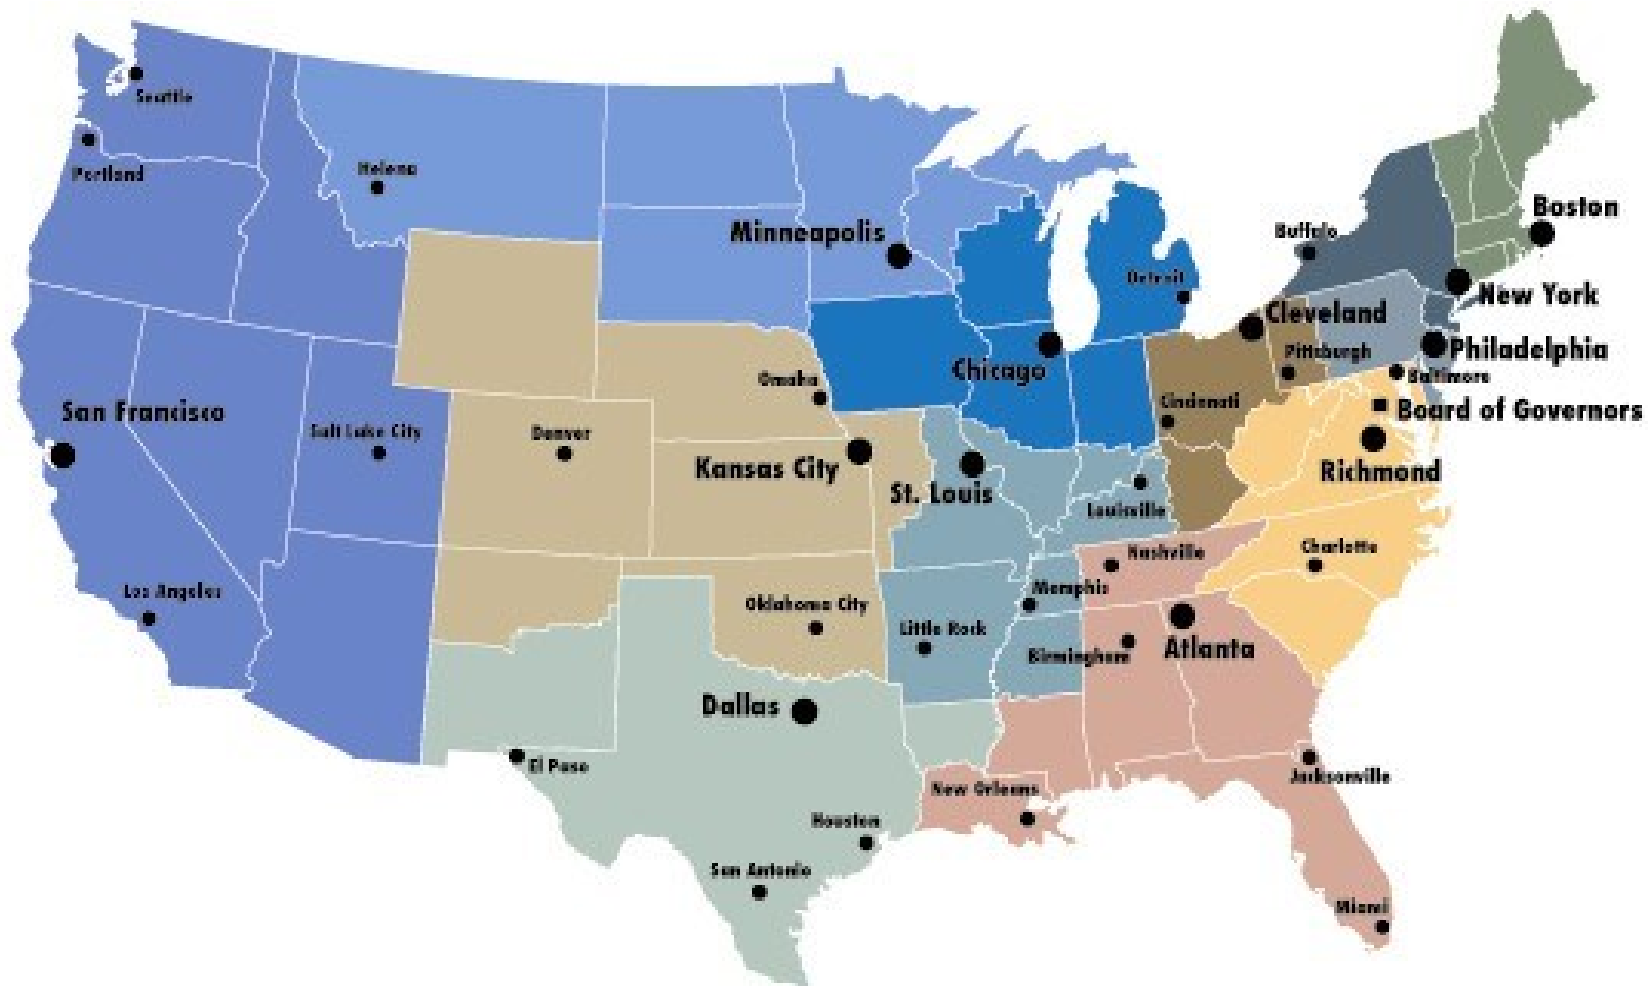 Seattle
Portland
Helena
Minneapolis
Buffalo
Boston
Detroit
New York
Cleveland
Chicago
Pittsburgh
Philadelphia
Baltimore
Omaha
Cincinnati
Board of Governors
San Francisco
Salt Lake City
Denver
Kansas City
St. Louis
Richmond
Louisville
Nashville
Charlotte
Los Angeles
Memphis
Oklahoma City
Little Rock
Birmingham
Atlanta
Dallas
El Paso
Jacksonville
New Orleans
Houston
San Antonio
Miami